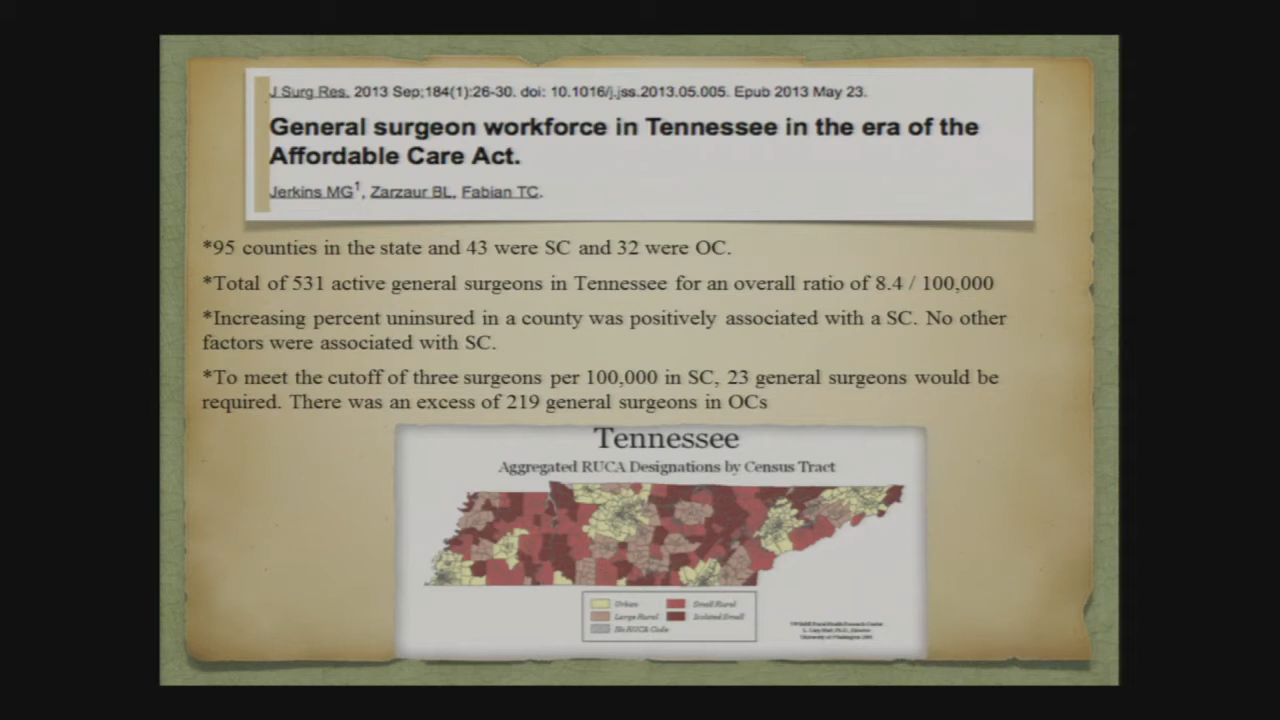 J Surg Res. 2013 Sep;184(1):26-30. doi: 10.1016/j.jss.2013.05.005. Epub 2013 May 23.
General surgeon workforce in Tennessee in the era of the
Affordable Care Act.
Jerkins MG1, Zarzaur BL, Fabian TC.
*95 counties in the state and 43 were SC and 32 were OC.
*Total of 531 active general surgeons in Tennessee for an overall ratio of 8.4 / 100,000
*Increasing percent uninsured in a county was positively associated with a SC. No other
factors were associated with SC.
*To meet the cutoff of three surgeons per 100,000 in SC, 23 general surgeons would be
required. There was an excess of 219 general surgeons in OCs
Tennessee
Aggregated RUCA Designations by Census Tract
Urban
Small Rural
Large Rural
Isolated Small
No RUCA Code